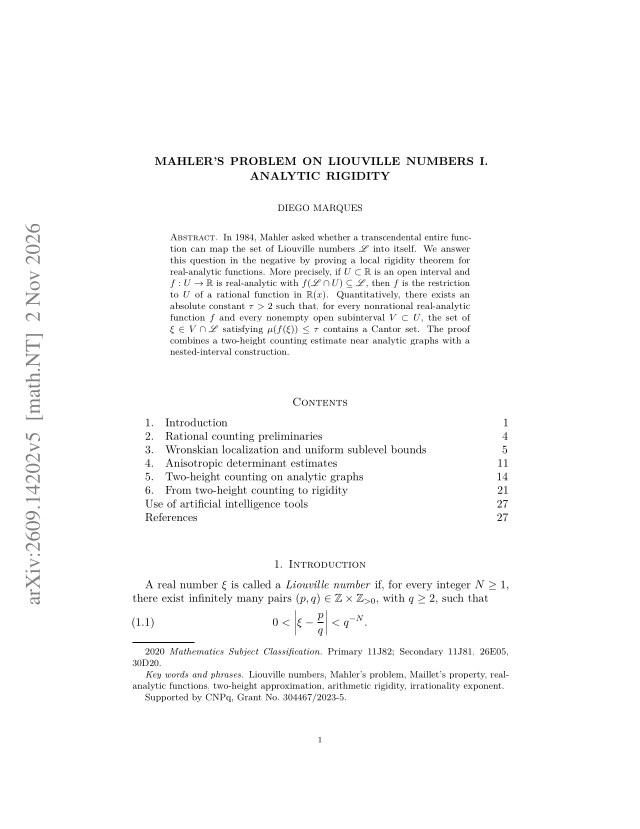 MAHLER'S PROBLEM ON LIOUVILLE NUMBERS I.
ANALYTIC RIGIDITY
DIEGO MARQUES
ABSTRACT. In 1984, Mahler asked whether a transcendental entire func-
tion can map the set of Liouville numbers ℒ into itself. We answer
this question in the negative by proving a local rigidity theorem for
real-analytic functions. More precisely, if U ⊂ ℝ is an open interval and
f : U → ℝ is real-analytic with f(ℒ ∩ U) ⊆ ℒ, then f is the restriction
to U of a rational function in ℝ(x). Quantitatively, there exists an
absolute constant τ > 2 such that, for every nonrational real-analytic
function f and every nonempty open subinterval V ⊂ U, the set of
ξ ∈ V ∩ ℒ satisfying μ(f(ξ)) ≤ τ contains a Cantor set. The proof
combines a two-height counting estimate near analytic graphs with a
nested-interval construction.
CONTENTS
1. Introduction 1
2. Rational counting preliminaries 4
3. Wronskian localization and uniform sublevel bounds 5
4. Anisotropic determinant estimates 11
5. Two-height counting on analytic graphs 14
6. From two-height counting to rigidity 21
Use of artificial intelligence tools 27
References 27
1. INTRODUCTION
A real number ξ is called a Liouville number if, for every integer N ≥ 1,
there exist infinitely many pairs (p, q) ∈ ℤ × ℤ>0, with q ≥ 2, such that
(1.1) 0 < |ξ − p/q| < q^−N.
2020 Mathematics Subject Classification. Primary 11J82; Secondary 11J81, 26E05,
30D20.
Key words and phrases. Liouville numbers, Mahler's problem, Maillet's property, real-
analytic functions, two-height approximation, arithmetic rigidity, irrationality exponent.
Supported by CNPq, Grant No. 304467/2023-5.
1
arXiv:2609.14202v5 [math.NT] 2 Nov 2026